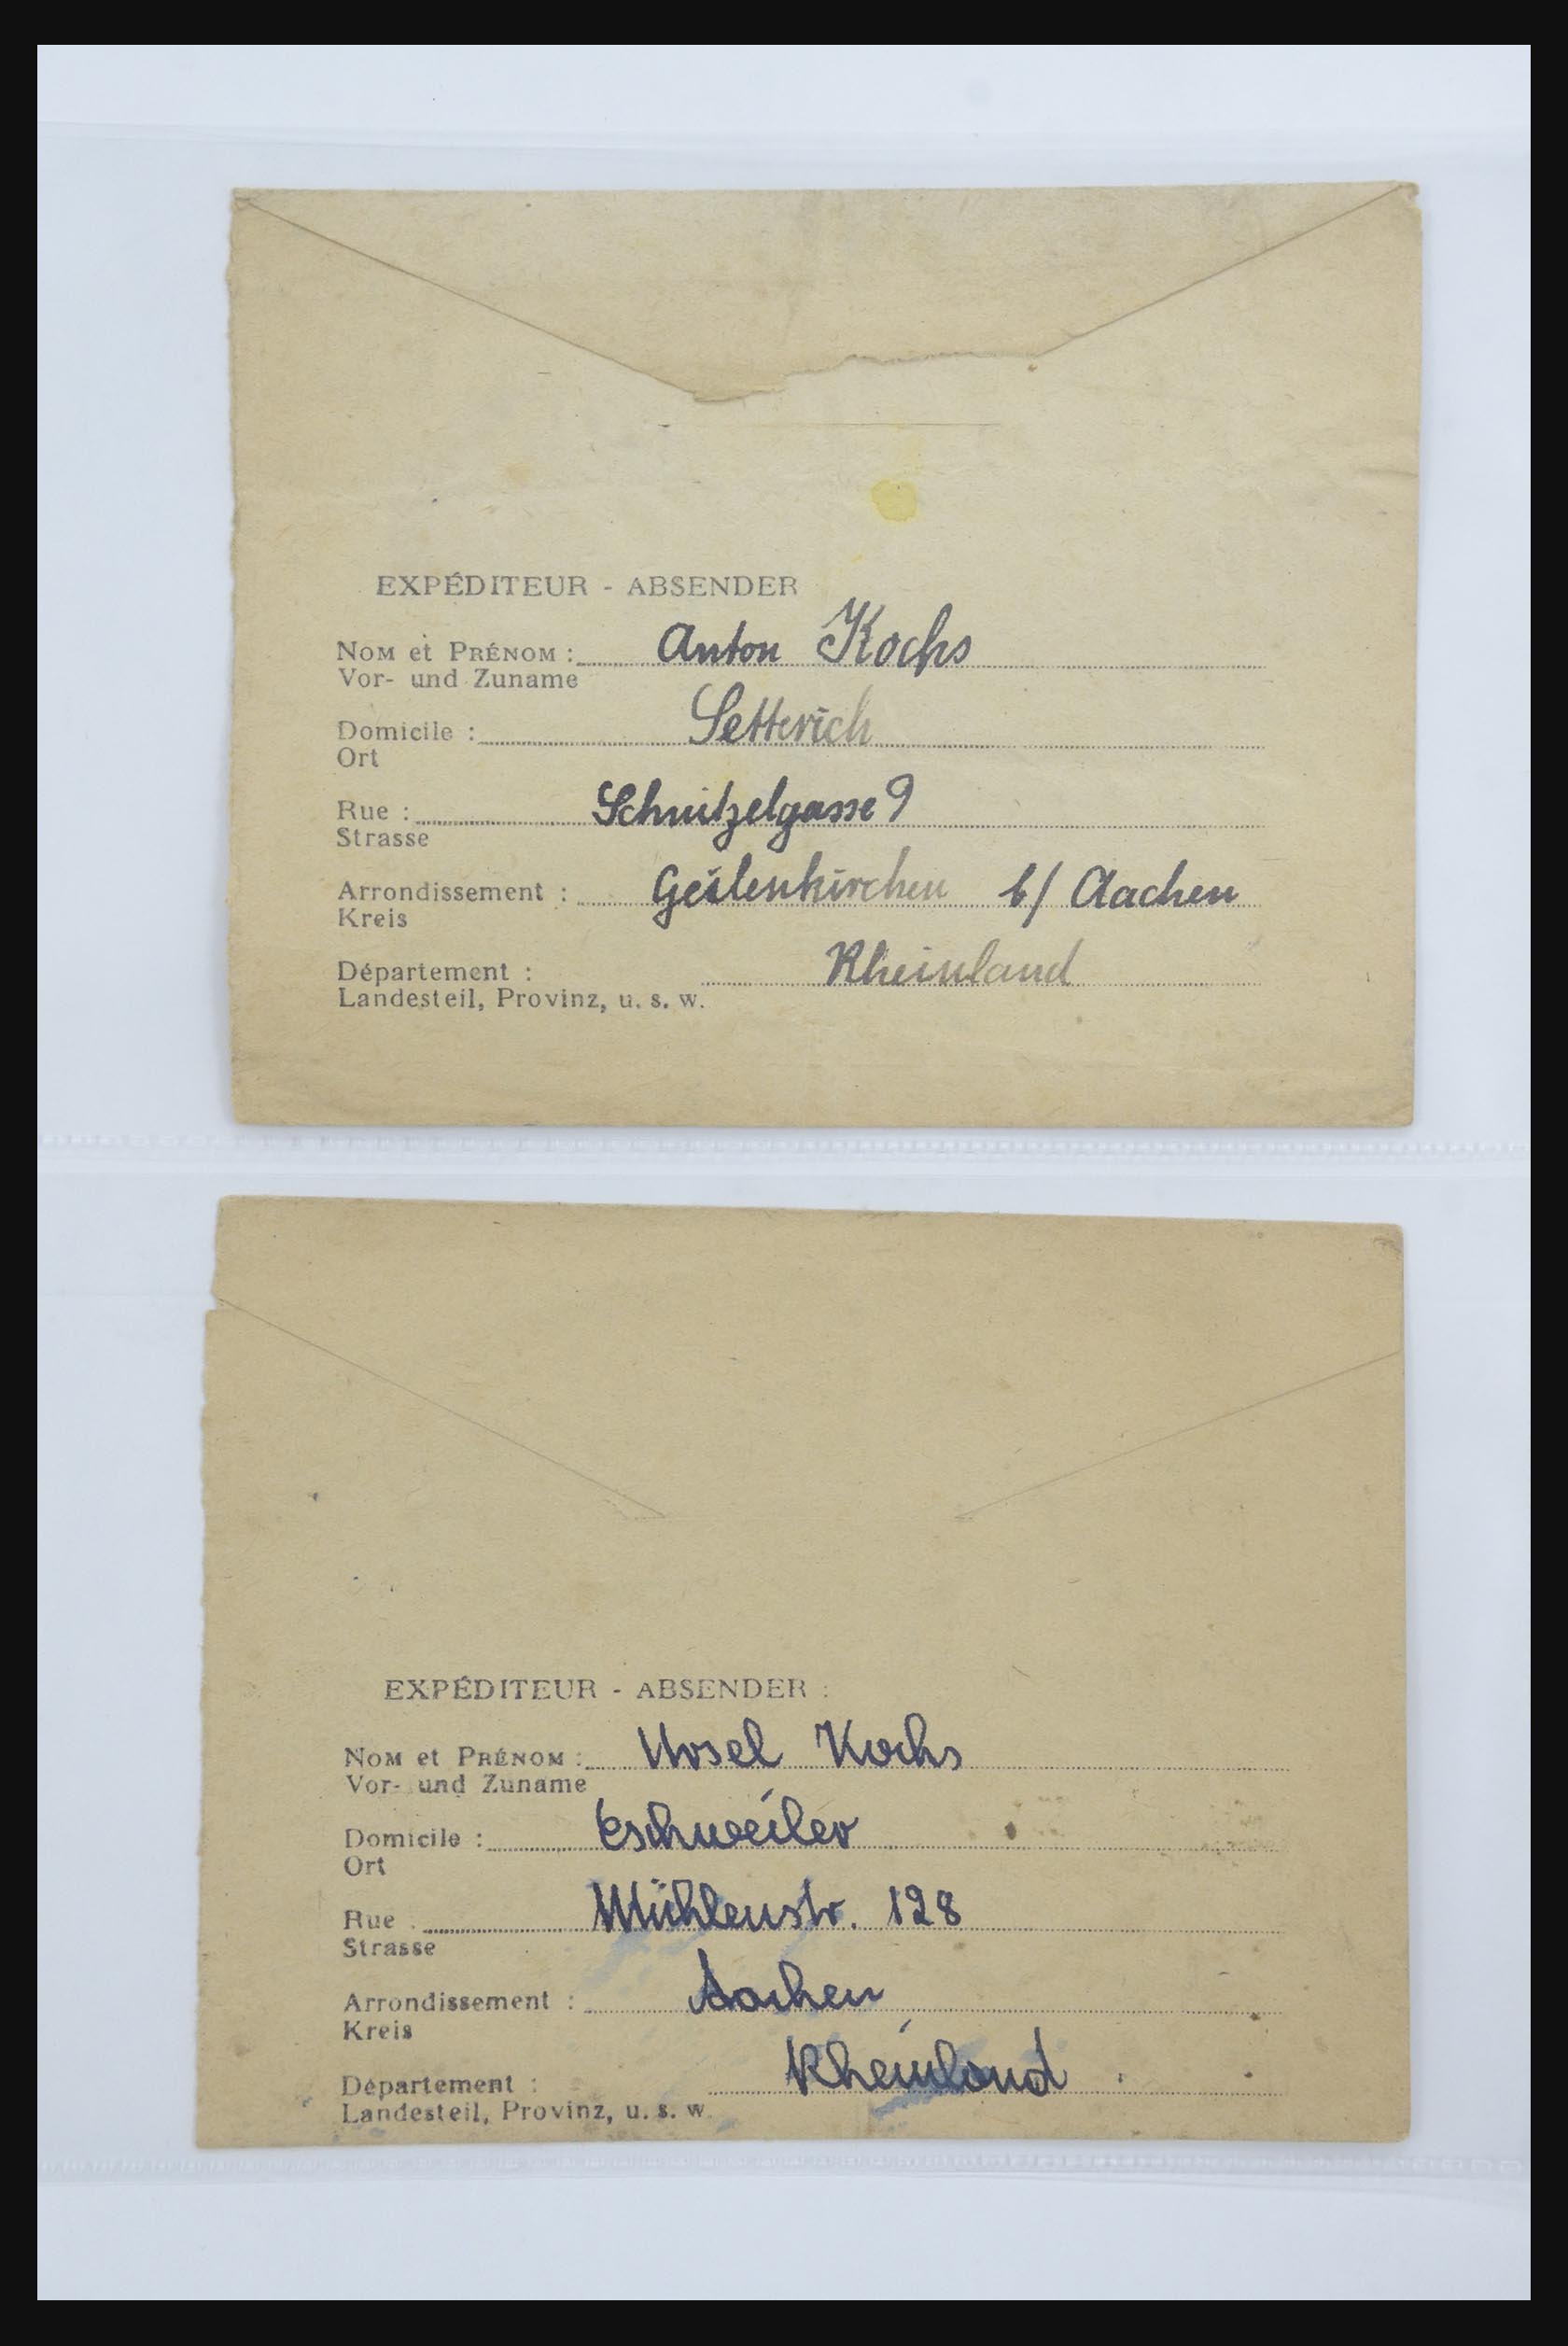 EXPÉDITEUR - ABSENDER
NOM et PRÉNOM : Anton Kochs
Vor- und Zuname
Domicile : Setterich
Ort
Rue : Schnitzelgasse 9
Strasse
Arrondissement : Geilenkirchen b/ Aachen
Kreis
Département : Rheinland
Landesteil, Provinz, u. s. w.
EXPÉDITEUR - ABSENDER :
NOM et PRÉNOM : Ursel Kochs
Vor- und Zuname
Domicile : Eschweiler
Ort
Rue : Mühlenstr. 128
Strasse
Arrondissement : Aachen
Kreis
Département : Rheinland
Landesteil, Provinz, u. s. w.